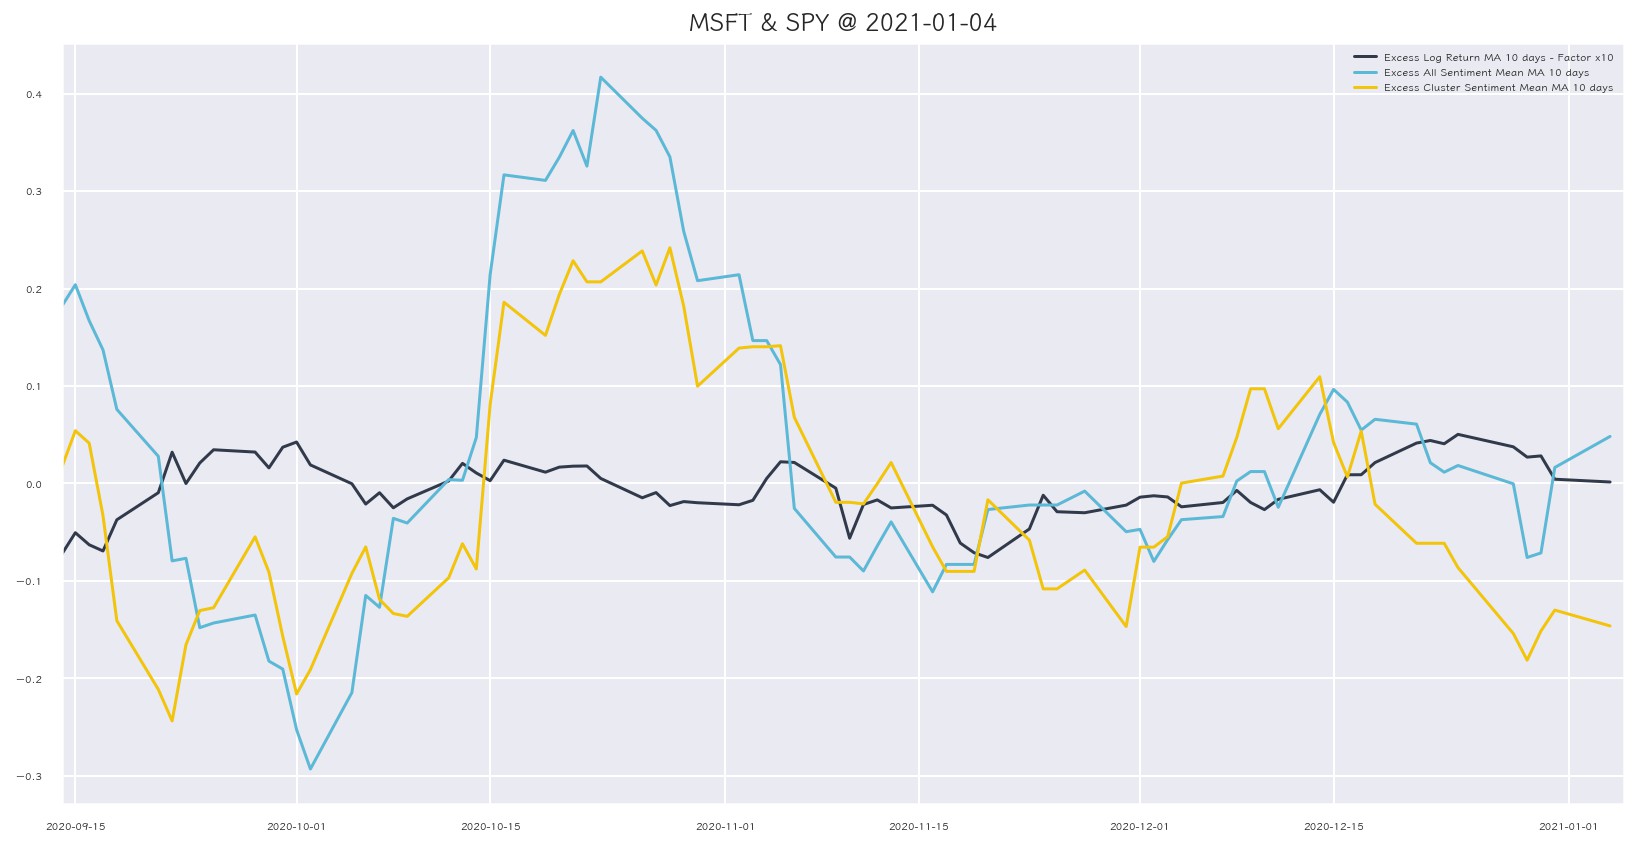 MSFT & SPY @ 2021-01-04
Excess Log Return MA 10 days - Factor x10
Excess All Sentiment Mean MA 10 days
Excess Cluster Sentiment Mean MA 10 days
0.4
0.3
0.2
0.1
0.0
−0.1
−0.2
−0.3
2020-09-15 2020-10-01 2020-10-15 2020-11-01 2020-11-15 2020-12-01 2020-12-15 2021-01-01